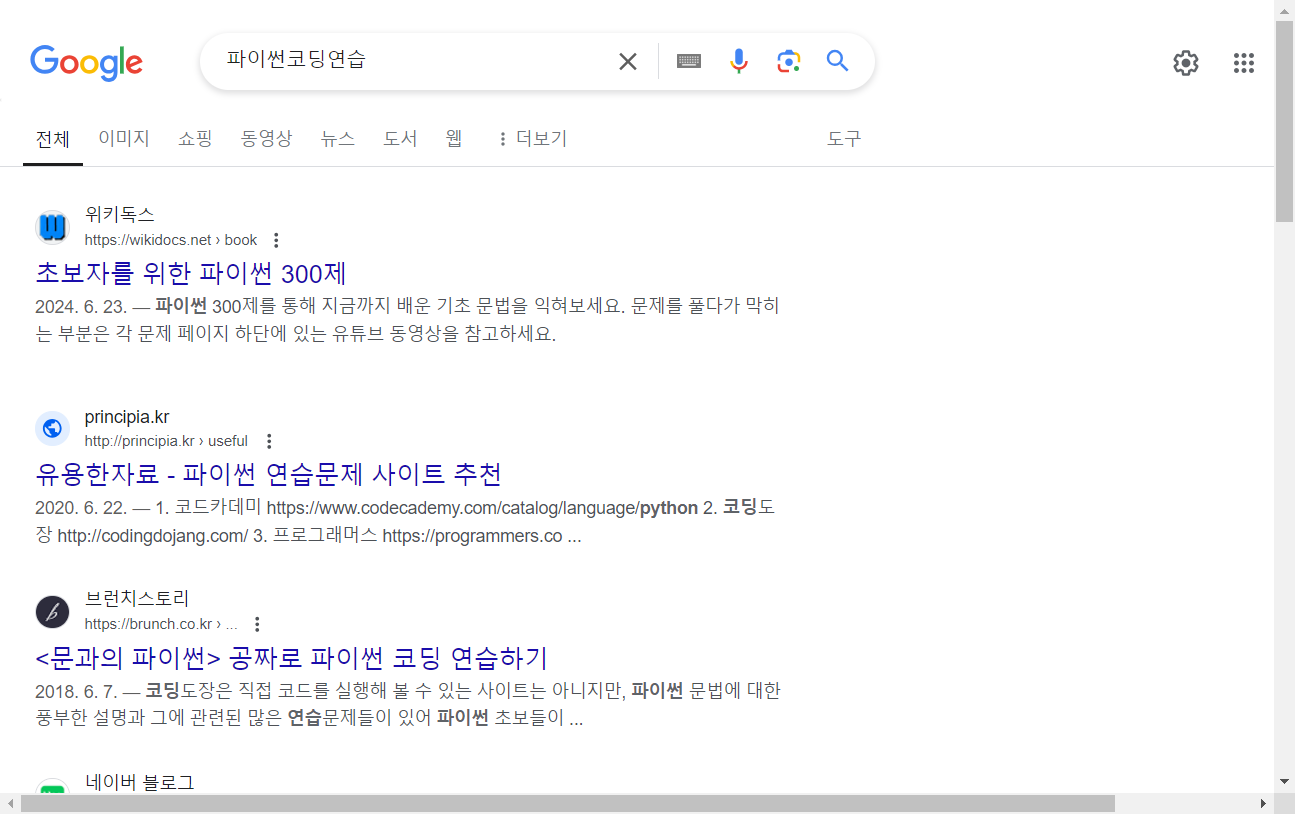 Google
파이썬코딩연습
전체 이미지 쇼핑 동영상 뉴스 도서 웹 더보기 도구
위키독스
https://wikidocs.net › book
초보자를 위한 파이썬 300제
2024. 6. 23. — 파이썬 300제를 통해 지금까지 배운 기초 문법을 익혀보세요. 문제를 풀다가 막히
는 부분은 각 문제 페이지 하단에 있는 유튜브 동영상을 참고하세요.
principia.kr
http://principia.kr › useful
유용한자료 - 파이썬 연습문제 사이트 추천
2020. 6. 22. — 1. 코드카데미 https://www.codecademy.com/catalog/language/python 2. 코딩도
장 http://codingdojang.com/ 3. 프로그래머스 https://programmers.co ...
브런치스토리
https://brunch.co.kr › ...
<문과의 파이썬> 공짜로 파이썬 코딩 연습하기
2018. 6. 7. — 코딩도장은 직접 코드를 실행해 볼 수 있는 사이트는 아니지만, 파이썬 문법에 대한
풍부한 설명과 그에 관련된 많은 연습문제들이 있어 파이썬 초보들이 ...
네이버 블로그